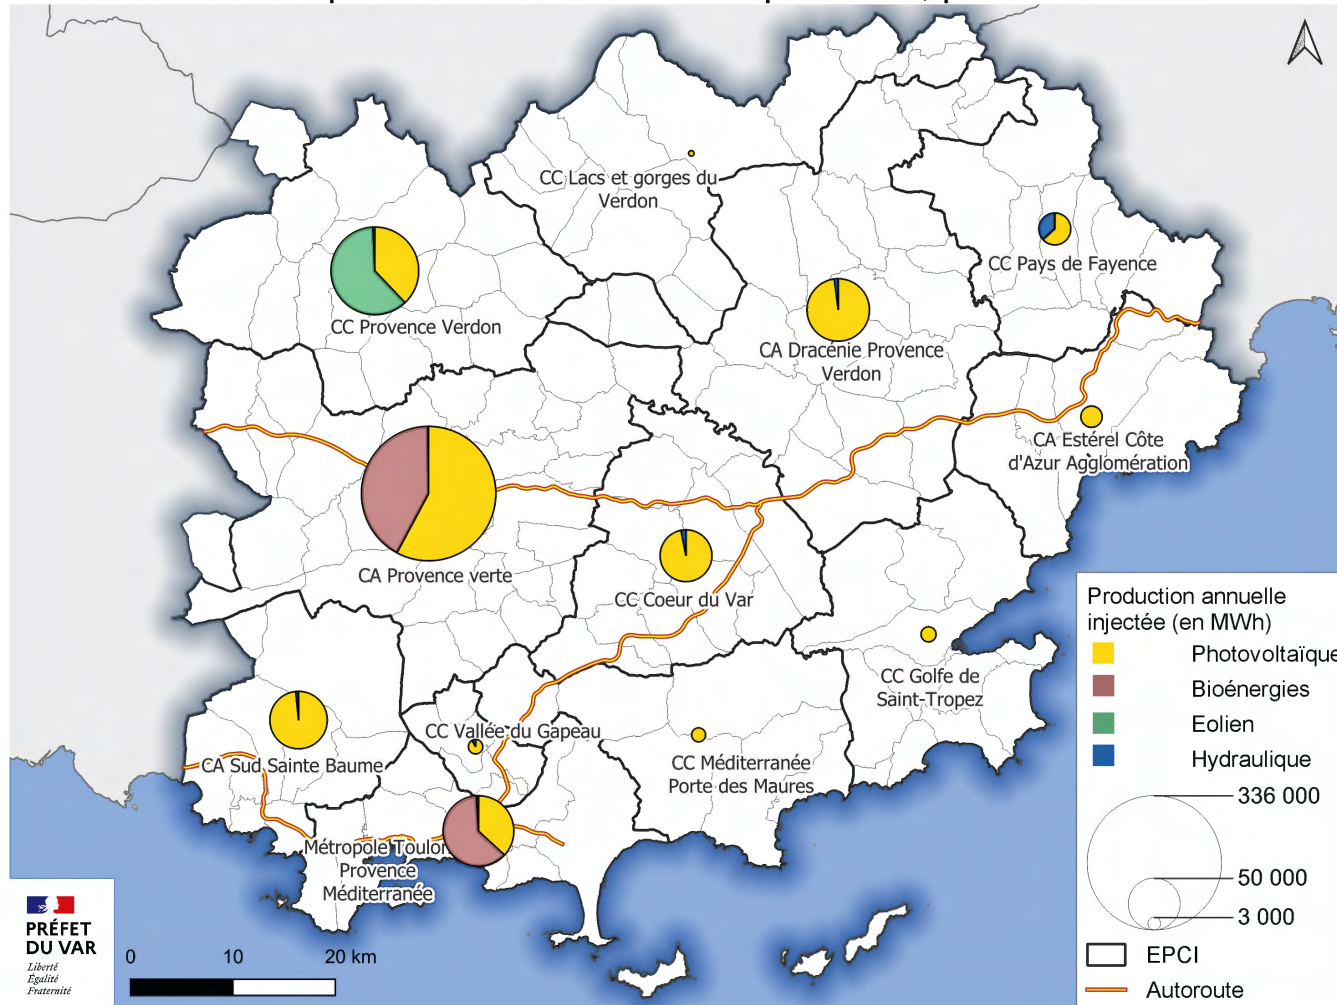 CC Lacs et gorges du
Verdon
CC Pays de Fayence
CC Provence Verdon
CA Dracénie Provence
Verdon
CA Estérel Côte
d'Azur Agglomération
CA Provence verte
CC Coeur du Var
CC Golfe de
Saint-Tropez
CC Vallée du Gapeau
CA Sud Sainte Baume
CC Méditerranée
Porte des Maures
Métropole Toulon
Provence
Méditerranée
Production annuelle
injectée (en MWh)
Photovoltaïque
Bioénergies
Eolien
Hydraulique
336 000
50 000
3 000
EPCI
Autoroute
PRÉFET
DU VAR
Liberté
Égalité
Fraternité
0 10 20 km